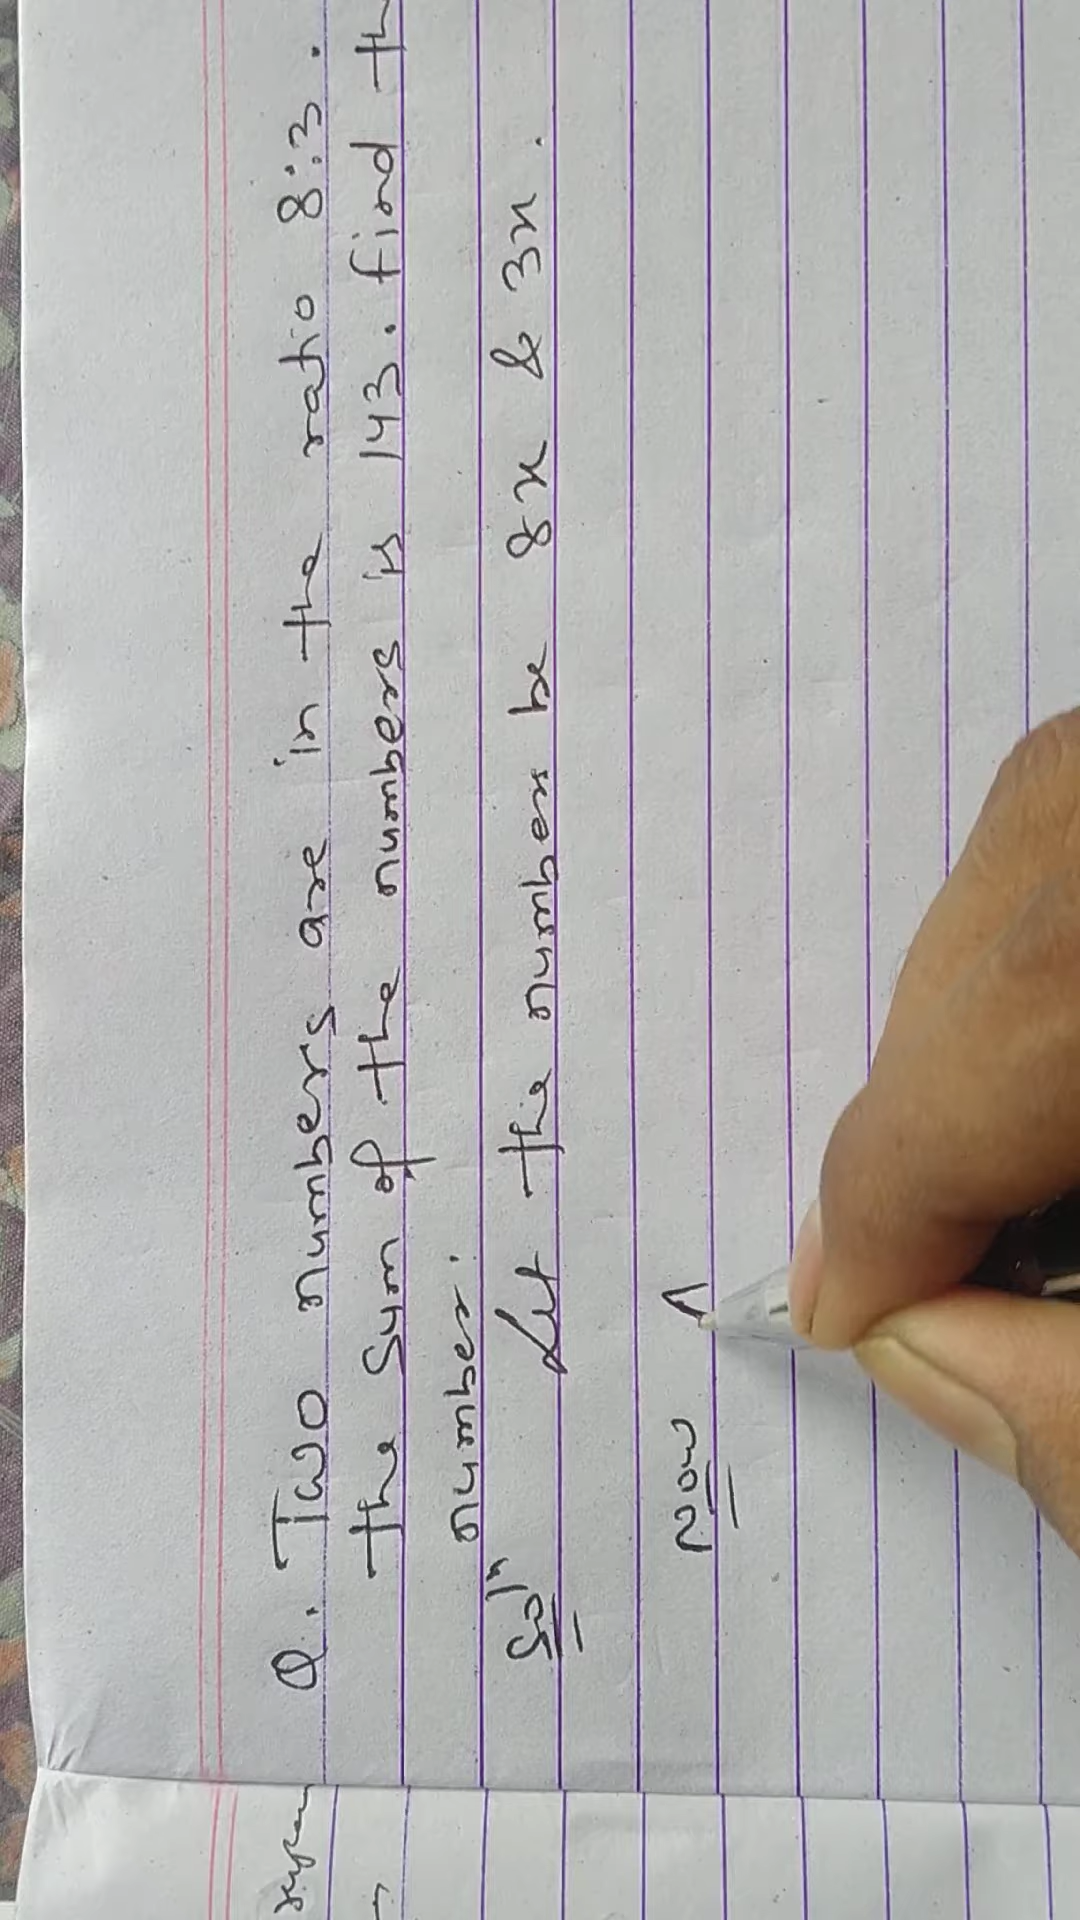 Q. Two numbers are in the ratio 8:3.
the sum of the numbers is 143. find th
number.
Solⁿ Let the numbers be 8x & 3x.
Now